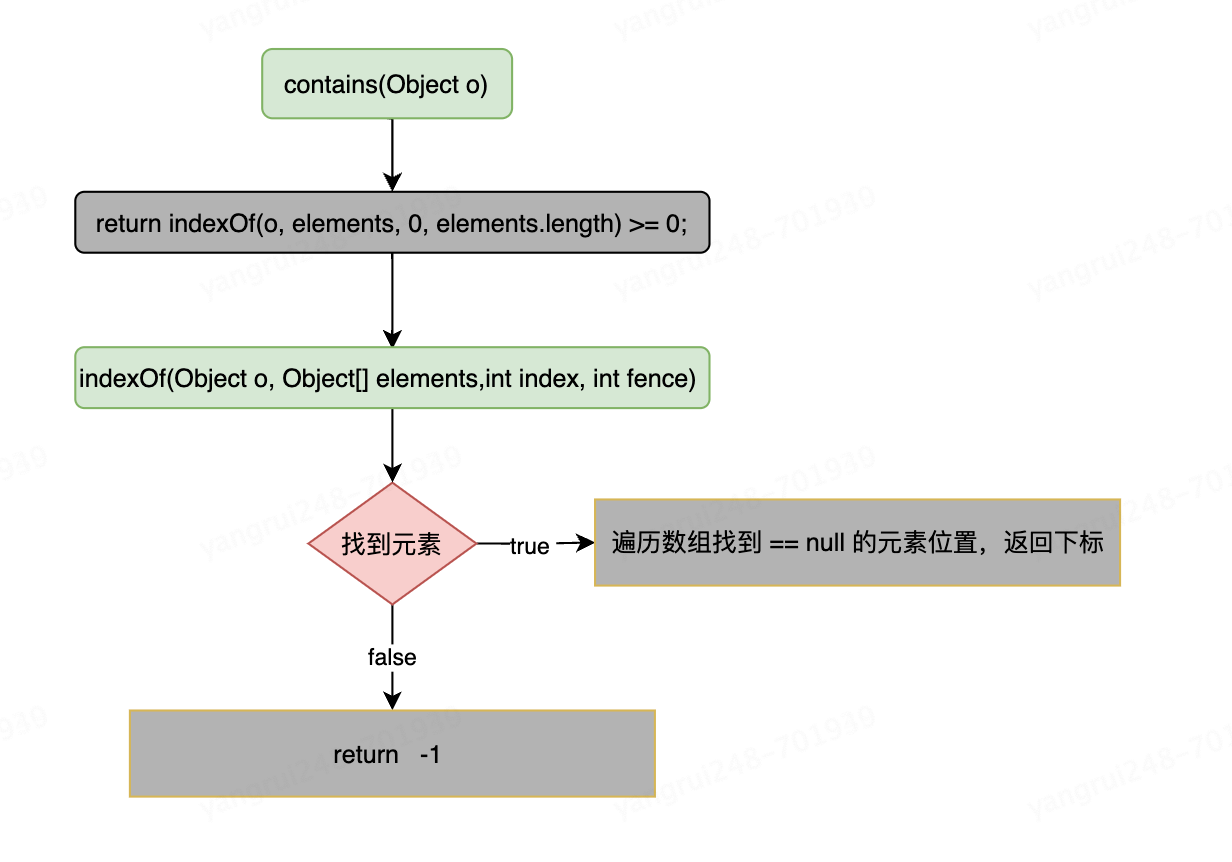 contains(Object o)
return indexOf(o, elements, 0, elements.length) >= 0;
indexOf(Object o, Object[] elements,int index, int fence)
找到元素
true
遍历数组找到 == null 的元素位置，返回下标
false
return -1
yangrui248-701939